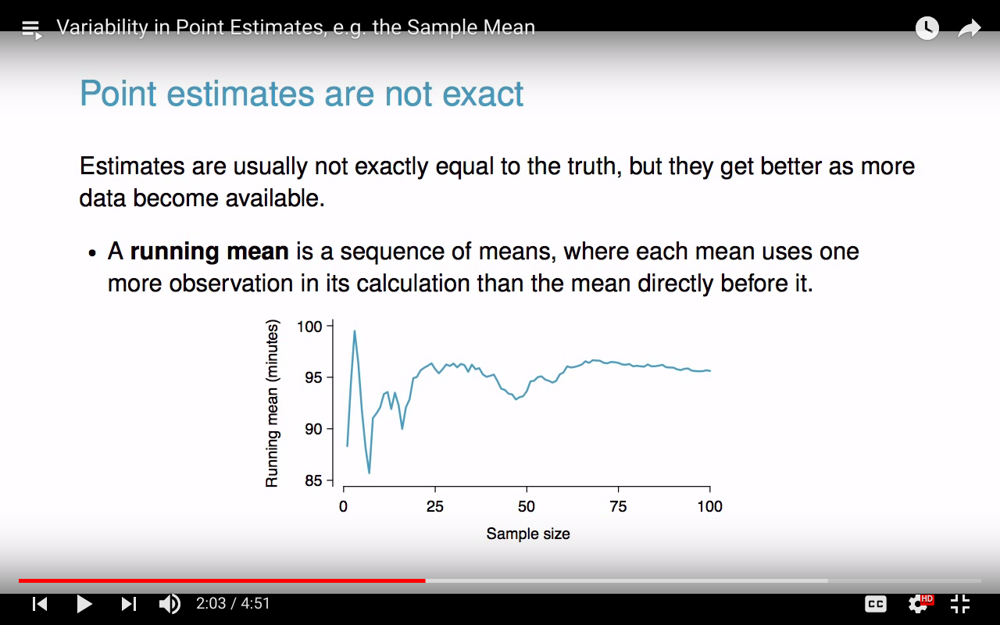 Variability in Point Estimates, e.g. the Sample Mean
Point estimates are not exact
Estimates are usually not exactly equal to the truth, but they get better as more
data become available.
• A running mean is a sequence of means, where each mean uses one
more observation in its calculation than the mean directly before it.
Running mean (minutes)
100
95
90
85
0 25 50 75 100
Sample size
2:03 / 4:51
CC
HD